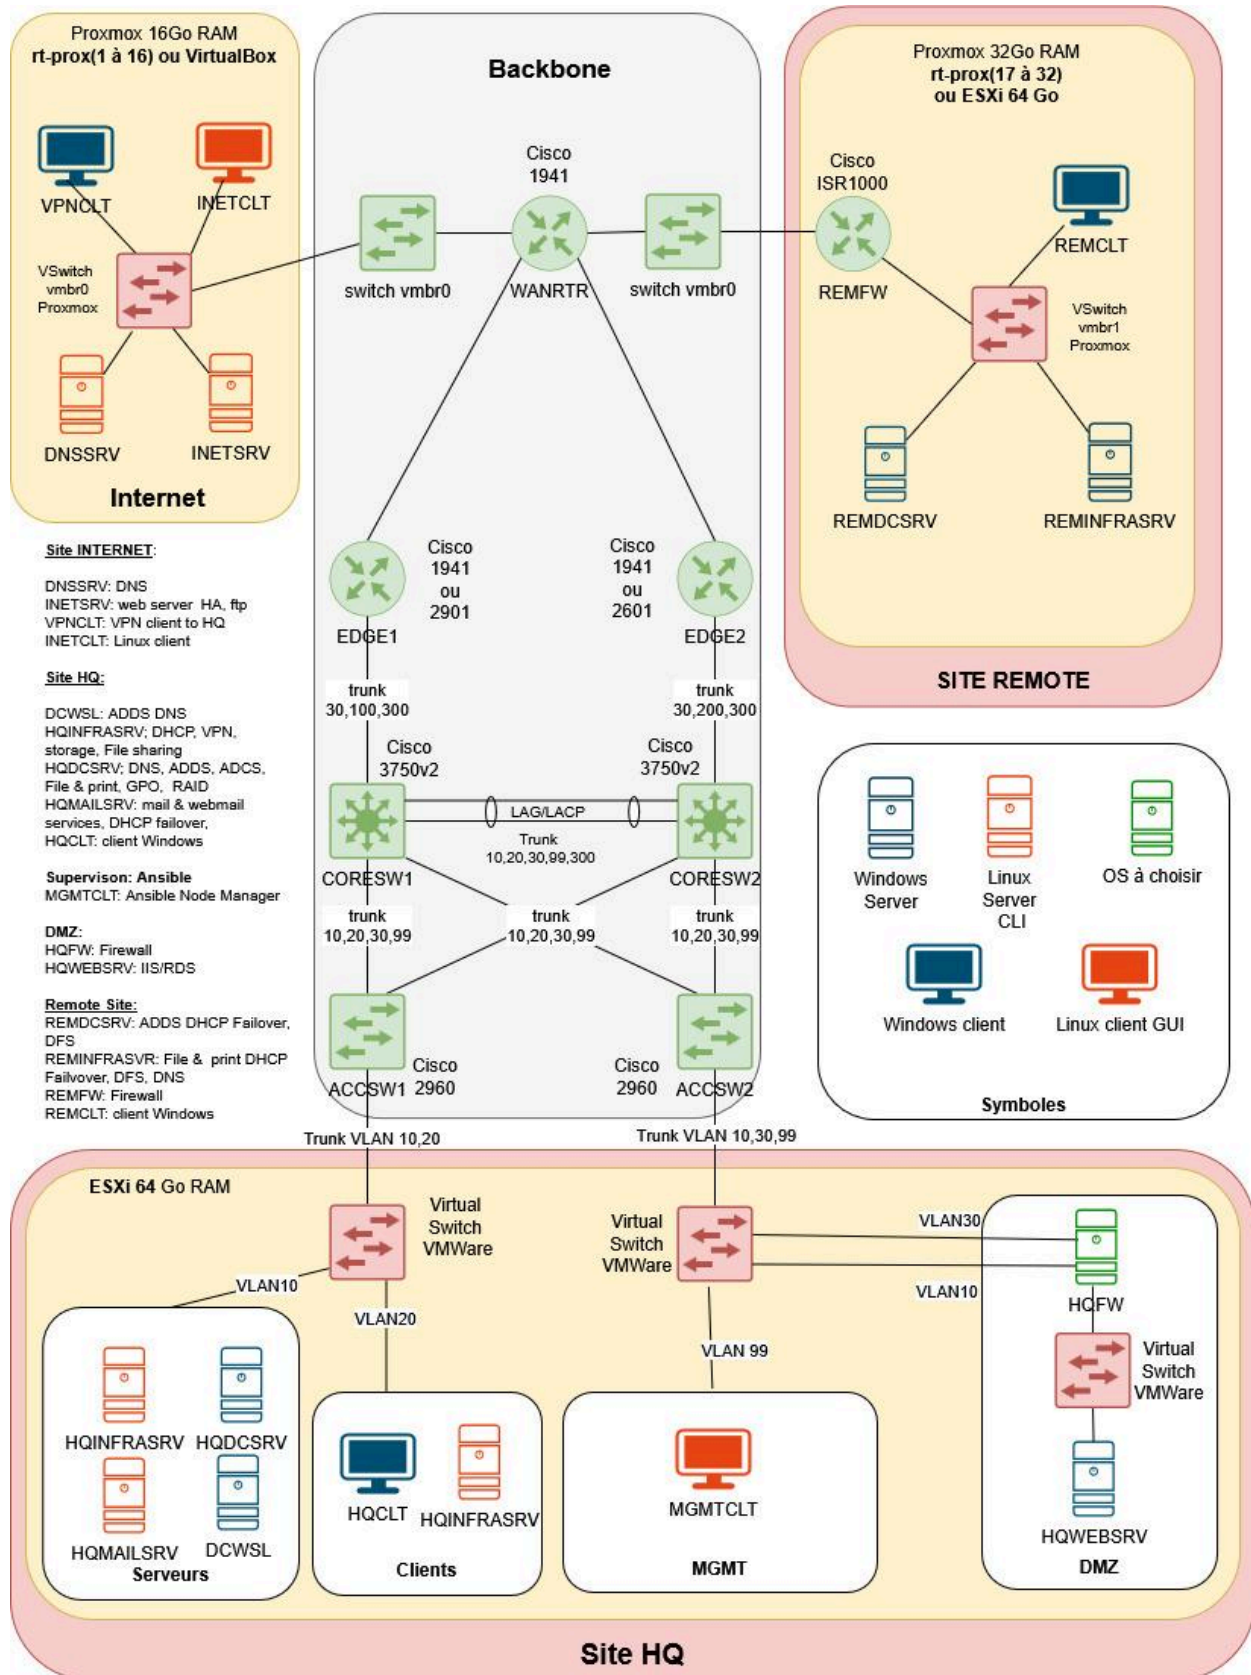 Proxmox 16Go RAM
rt-prox(1 à 16) ou VirtualBox
VPNCLT
INETCLT
VSwitch
vmbr0
Proxmox
DNSSRV
INETSRV
Internet
Backbone
Cisco
1941
switch vmbr0
WANRTR
switch vmbr0
Proxmox 32Go RAM
rt-prox(17 à 32)
ou ESXi 64 Go
Cisco
ISR1000
REMFW
REMCLT
VSwitch
vmbr1
Proxmox
REMDCSRV
REMINFRASRV
SITE REMOTE
Site INTERNET:
DNSSRV: DNS
INETSRV: web server HA, ftp
VPNCLT: VPN client to HQ
INETCLT: Linux client
Site HQ:
DCWSL: ADDS DNS
HQINFRASRV; DHCP, VPN,
storage, File sharing
HQDCSRV; DNS, ADDS, ADCS,
File & print, GPO, RAID
HQMAILSRV: mail & webmail
services, DHCP failover,
HQCLT: client Windows
Supervison: Ansible
MGMTCLT: Ansible Node Manager
DMZ:
HQFW: Firewall
HQWEBSRV: IIS/RDS
Remote Site:
REMDCSRV: ADDS DHCP Failover,
DFS
REMINFRASVR: File & print DHCP
Failvover, DFS, DNS
REMFW: Firewall
REMCLT: client Windows
Cisco
1941
ou
2901
EDGE1
Cisco
1941
ou
2601
EDGE2
trunk
30,100,300
trunk
30,200,300
Cisco
3750v2
Cisco
3750v2
LAG/LACP
Trunk
10,20,30,99,300
CORESW1
CORESW2
trunk
10,20,30,99
trunk
10,20,30,99
trunk
10,20,30,99
ACCSW1
Cisco
2960
Cisco
2960
ACCSW2
Windows
Server
Linux
Server
CLI
OS à choisir
Windows client
Linux client GUI
Symboles
Trunk VLAN 10,20
Trunk VLAN 10,30,99
ESXi 64 Go RAM
Virtual
Switch
VMWare
Virtual
Switch
VMWare
VLAN10
VLAN20
VLAN 99
VLAN30
VLAN10
HQFW
Virtual
Switch
VMWare
HQWEBSRV
DMZ
HQINFRASRV
HQDCSRV
HQMAILSRV
DCWSL
Serveurs
HQCLT
HQINFRASRV
Clients
MGMTCLT
MGMT
Site HQ